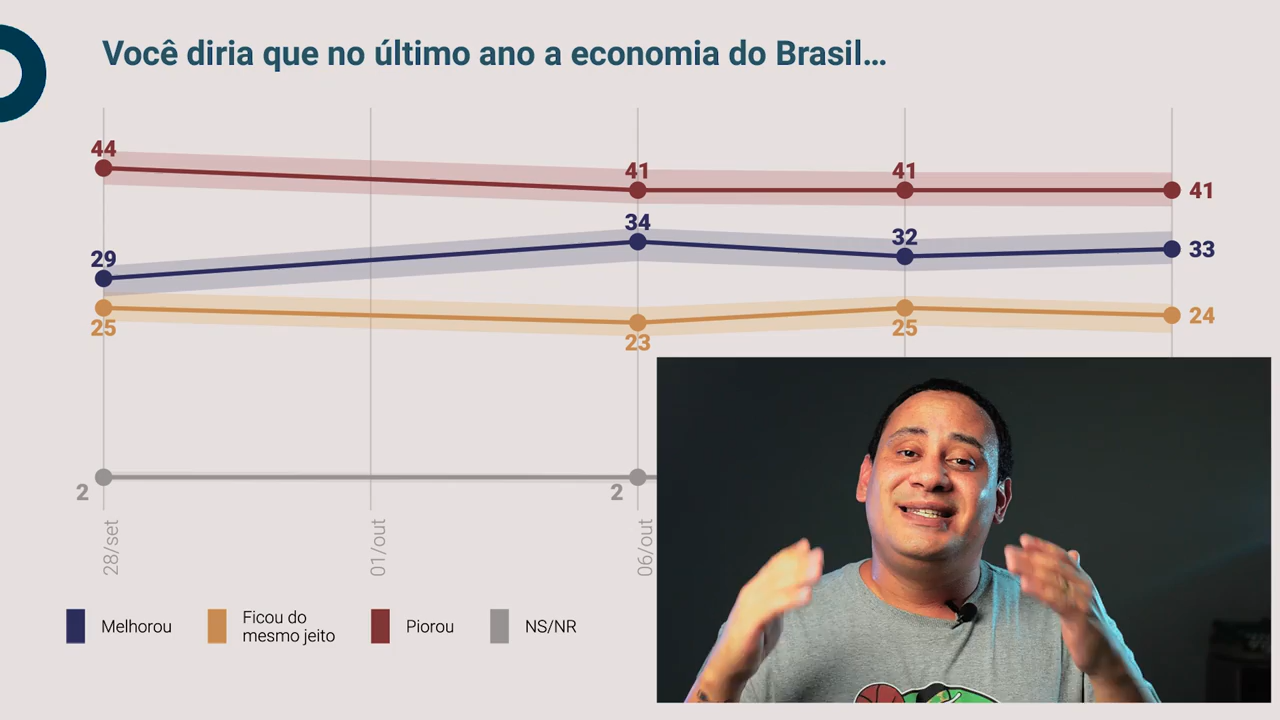 Você diria que no último ano a economia do Brasil...
44
41
41
41
34
32
33
29
25
23
25
24
2
2
28/set
01/out
06/out
Melhorou
Ficou do
mesmo jeito
Piorou
NS/NR